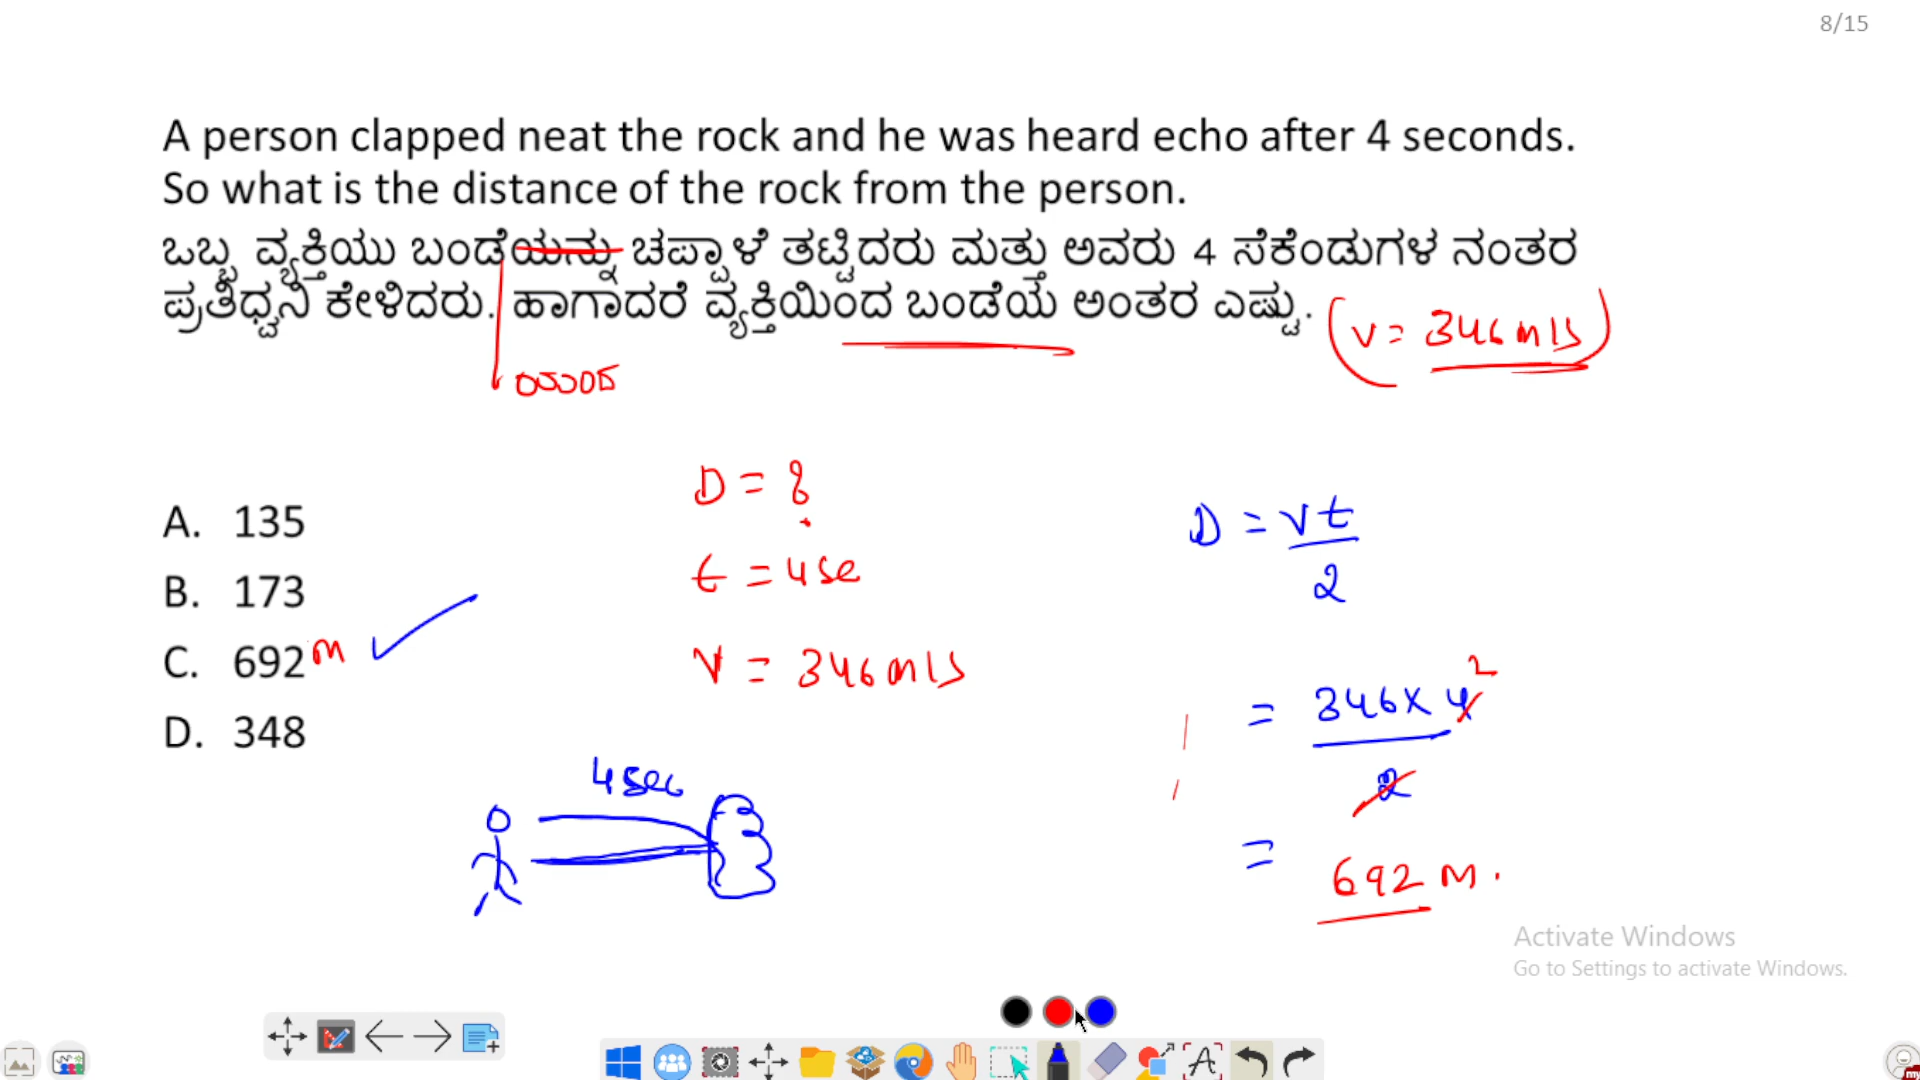 8/15
A person clapped neat the rock and he was heard echo after 4 seconds.
So what is the distance of the rock from the person.
ಒಬ್ಬ ವ್ಯಕ್ತಿಯು ಬಂಡೆಯನ್ನು ಚಪ್ಪಾಳೆ ತಟ್ಟಿದರು ಮತ್ತು ಅವರು 4 ಸೆಕೆಂಡುಗಳ ನಂತರ
ಪ್ರತಿಧ್ವನಿ ಕೇಳಿದರು. ಹಾಗಾದರೆ ವ್ಯಕ್ತಿಯಿಂದ ಬಂಡೆಯ ಅಂತರ ಎಷ್ಟು.
(v = 346 m/s)
A. 135
B. 173
C. 692 m
D. 348
D = ?
t = 4 se
v = 346 m/s
4 sec
D = vt
2
= 346 x 4 2
2
= 692 m.
Activate Windows
Go to Settings to activate Windows.